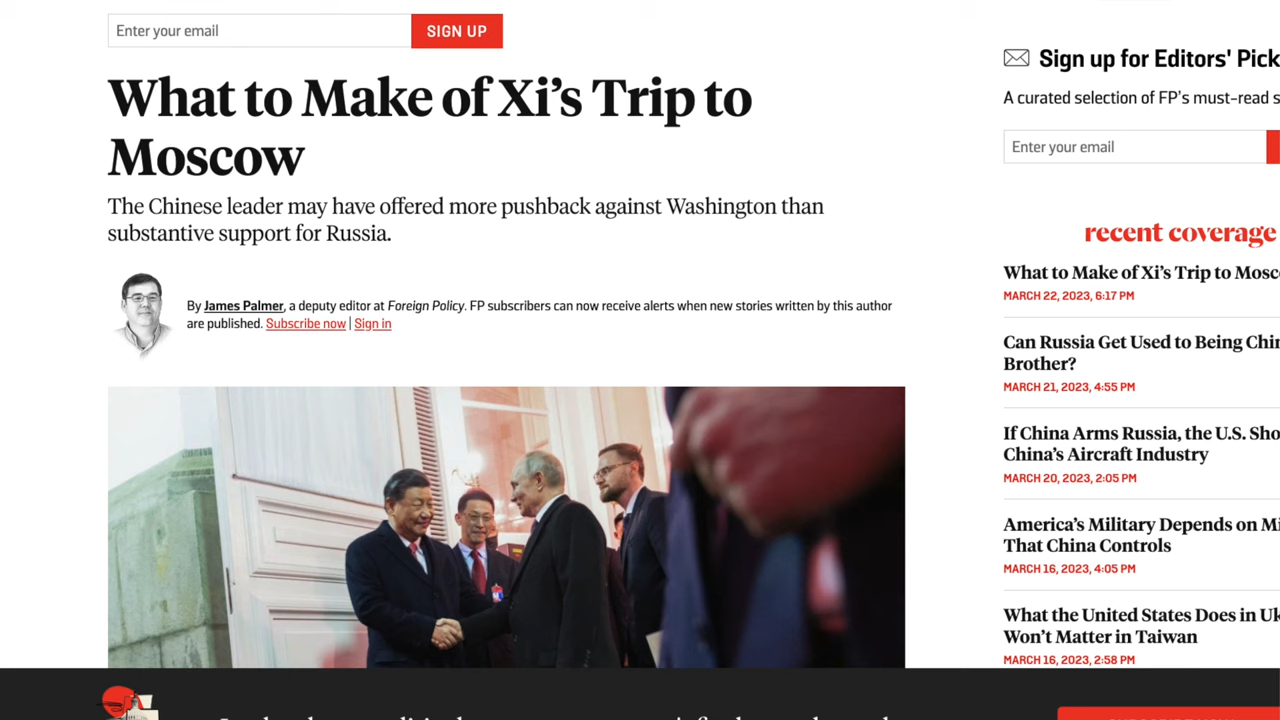 Enter your email
SIGN UP
What to Make of Xi's Trip to
Moscow
The Chinese leader may have offered more pushback against Washington than
substantive support for Russia.
By James Palmer, a deputy editor at Foreign Policy. FP subscribers can now receive alerts when new stories written by this author
are published. Subscribe now | Sign in
Sign up for Editors' Pick
A curated selection of FP's must-read s
Enter your email
recent coverage
What to Make of Xi's Trip to Mosc
MARCH 22, 2023, 6:17 PM
Can Russia Get Used to Being Chin
Brother?
MARCH 21, 2023, 4:55 PM
If China Arms Russia, the U.S. Sho
China's Aircraft Industry
MARCH 20, 2023, 2:05 PM
America's Military Depends on Mi
That China Controls
MARCH 16, 2023, 4:05 PM
What the United States Does in Uk
Won't Matter in Taiwan
MARCH 16, 2023, 2:58 PM